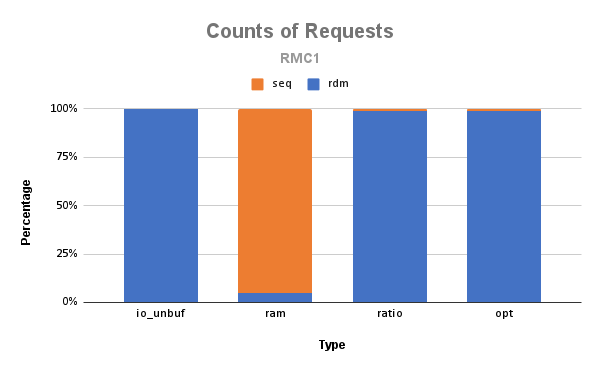 Counts of Requests
RMC1
seq rdm
100%
75%
50%
25%
0%
Percentage
io_unbuf ram ratio opt
Type